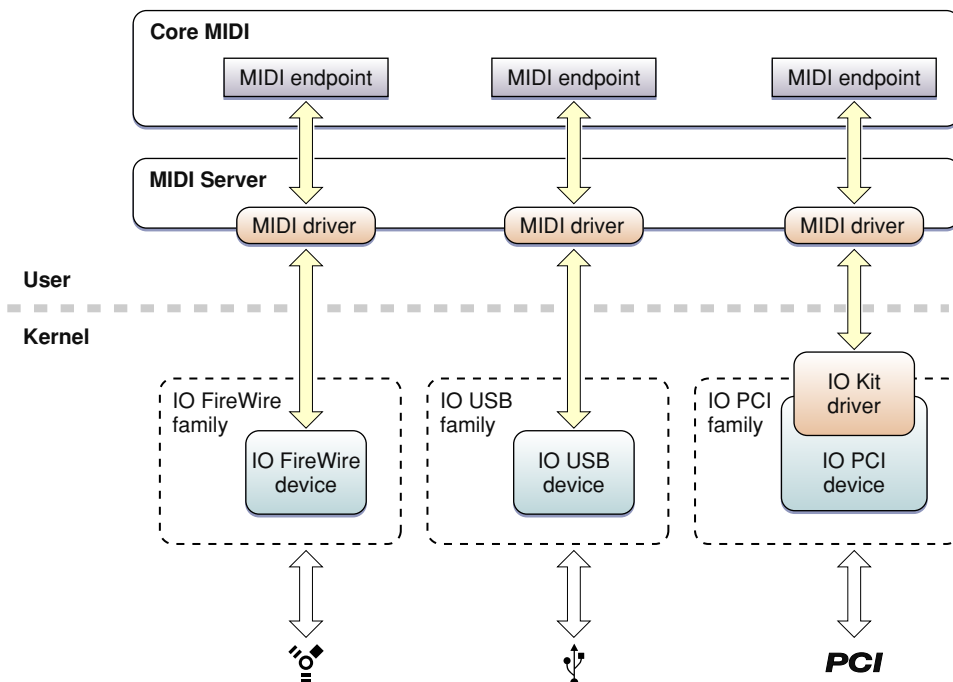 Core MIDI
MIDI endpoint
MIDI endpoint
MIDI endpoint
MIDI Server
MIDI driver
MIDI driver
MIDI driver
User
Kernel
IO FireWire
family
IO FireWire
device
IO USB
family
IO USB
device
IO PCI
family
IO Kit
driver
IO PCI
device
PCI